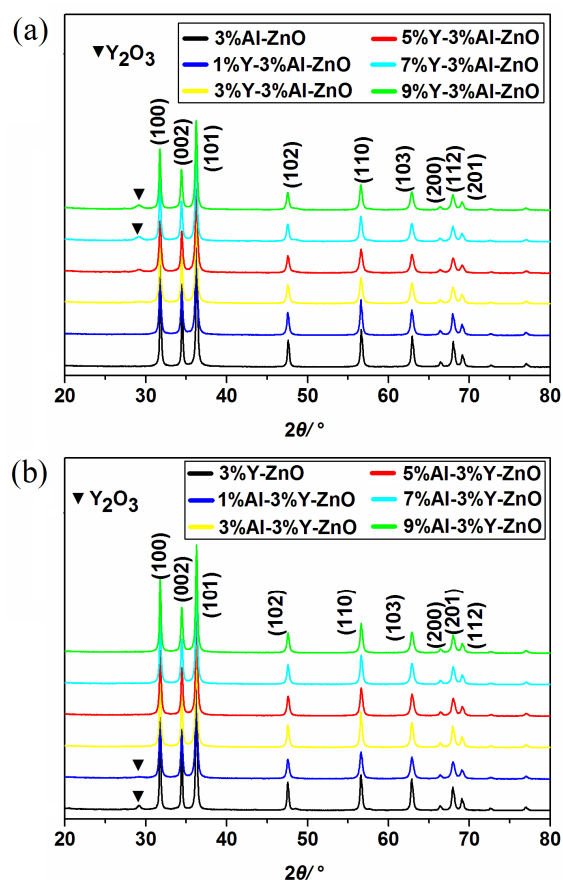 (a)
▼Y₂O₃
3%Al-ZnO 5%Y-3%Al-ZnO
1%Y-3%Al-ZnO 7%Y-3%Al-ZnO
3%Y-3%Al-ZnO 9%Y-3%Al-ZnO
(100) (002) (101) (102) (110) (103) (200) (112) (201)
▼
▼
20 30 40 50 60 70 80
2θ/ °
(b)
▼ Y₂O₃
3%Y-ZnO 5%Al-3%Y-ZnO
1%Al-3%Y-ZnO 7%Al-3%Y-ZnO
3%Al-3%Y-ZnO 9%Al-3%Y-ZnO
(100) (002) (101) (102) (110) (103) (200) (201) (112)
▼
▼
20 30 40 50 60 70 80
2θ/ °